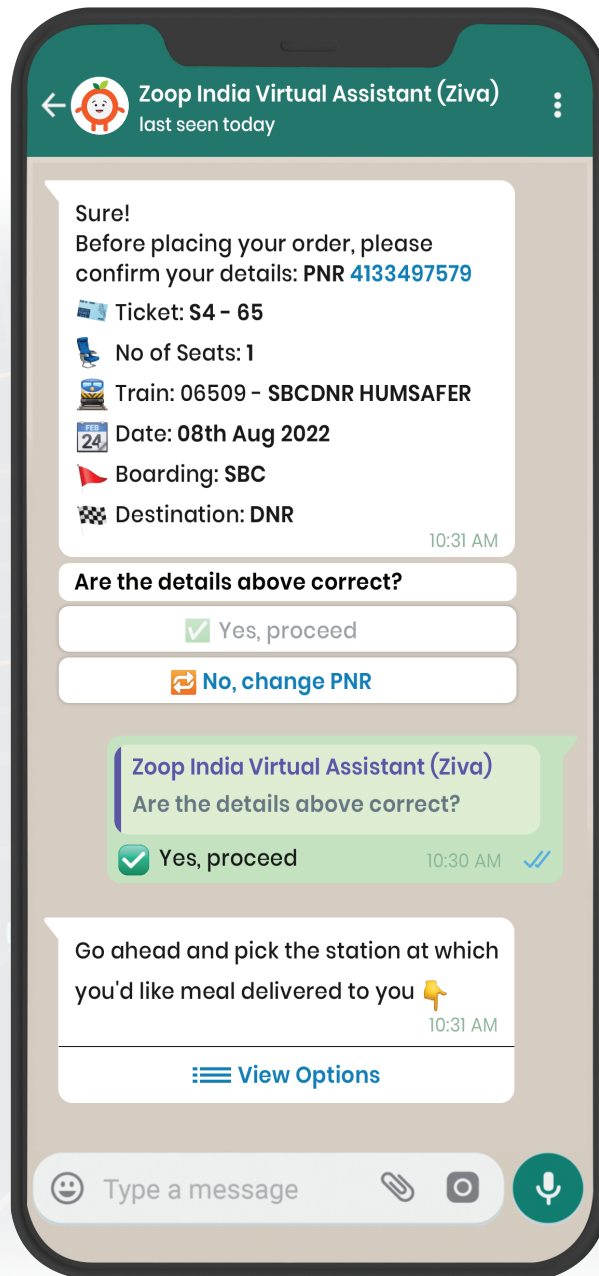 Zoop India Virtual Assistant (Ziva)
last seen today
Sure!
Before placing your order, please
confirm your details: PNR 4133497579
Ticket: S4 - 65
No of Seats: 1
Train: 06509 - SBCDNR HUMSAFER
FEB
24
Date: 08th Aug 2022
Boarding: SBC
Destination: DNR
10:31 AM
Are the details above correct?
Yes, proceed
No, change PNR
Zoop India Virtual Assistant (Ziva)
Are the details above correct?
Yes, proceed
10:30 AM
Go ahead and pick the station at which
you'd like meal delivered to you
10:31 AM
View Options
Type a message